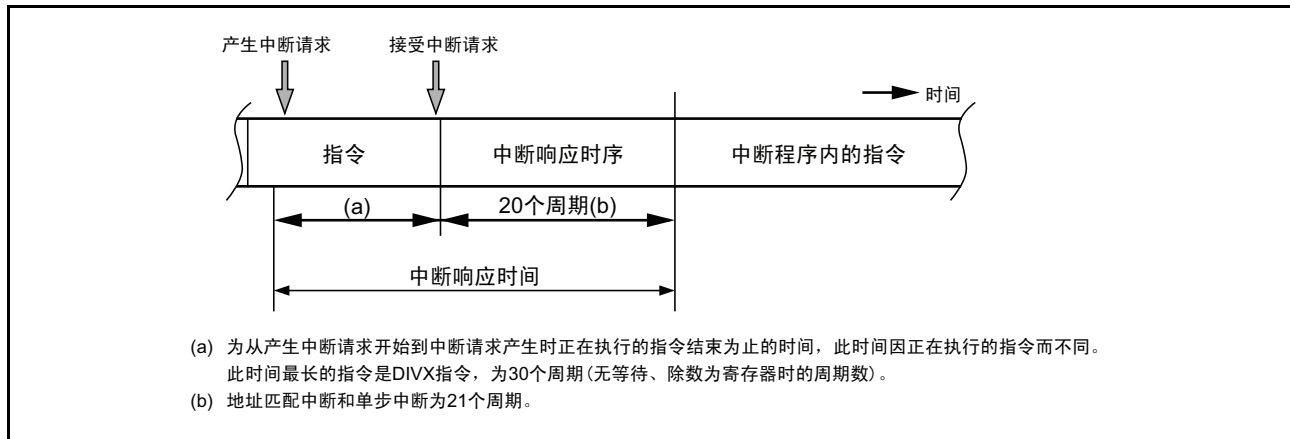 产生中断请求
接受中断请求
时间
指令
中断响应时序
中断程序内的指令
(a)
20个周期(b)
中断响应时间
(a) 为从产生中断请求开始到中断请求产生时正在执行的指令结束为止的时间，此时间因正在执行的指令而不同。
此时间最长的指令是DIVX指令，为30个周期(无等待、除数为寄存器时的周期数)。
(b) 地址匹配中断和单步中断为21个周期。